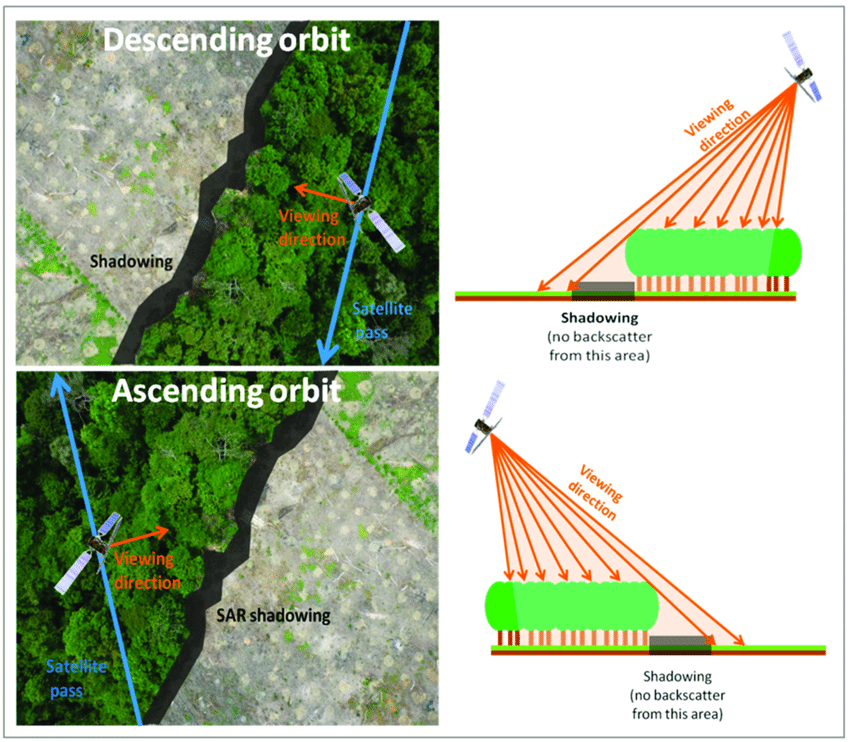 Descending orbit
Viewing
direction
Shadowing
Satellite
pass
Viewing
direction
Shadowing
(no backscatter
from this area)
Ascending orbit
Viewing
direction
SAR shadowing
Satellite
pass
Viewing
direction
Shadowing
(no backscatter
from this area)